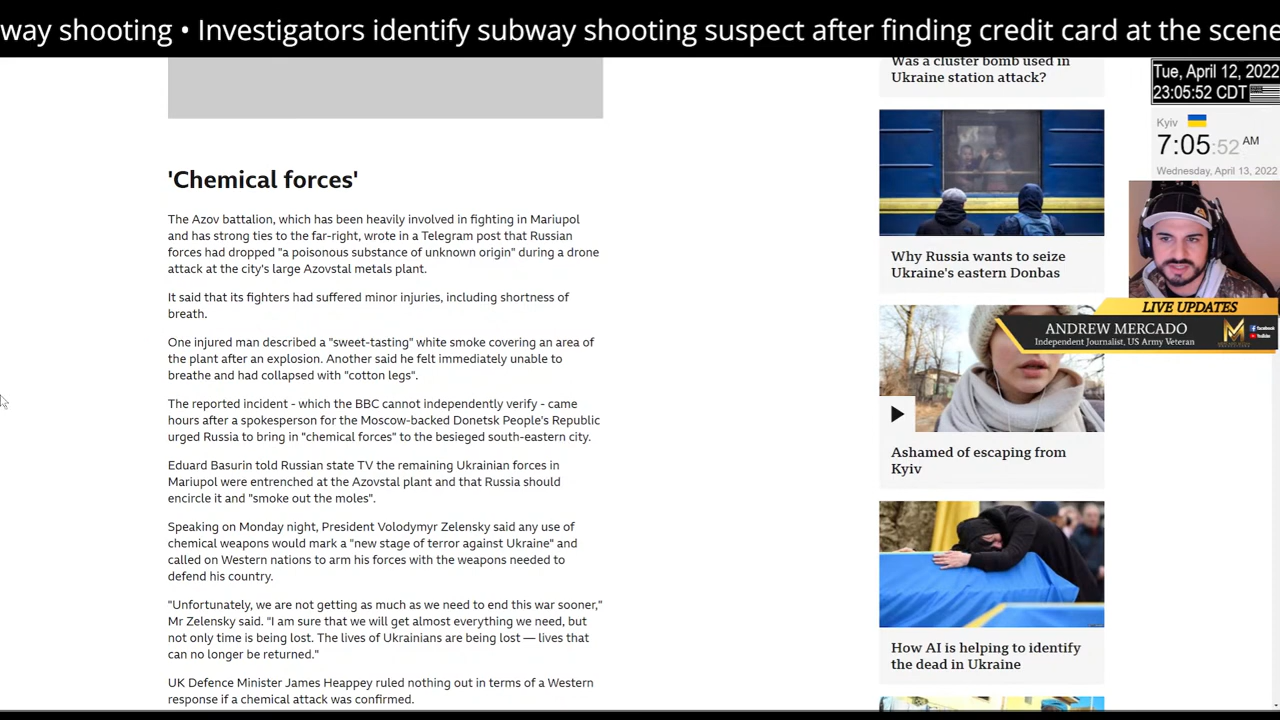 way shooting • Investigators identify subway shooting suspect after finding credit card at the scene
Tue, April 12, 2022
23:05:52 CDT
Kyiv
7:05:52 AM
Wednesday, April 13, 2022
'Chemical forces'
The Azov battalion, which has been heavily involved in fighting in Mariupol
and has strong ties to the far-right, wrote in a Telegram post that Russian
forces had dropped "a poisonous substance of unknown origin" during a drone
attack at the city's large Azovstal metals plant.
It said that its fighters had suffered minor injuries, including shortness of
breath.
One injured man described a "sweet-tasting" white smoke covering an area of
the plant after an explosion. Another said he felt immediately unable to
breathe and had collapsed with "cotton legs".
The reported incident - which the BBC cannot independently verify - came
hours after a spokesperson for the Moscow-backed Donetsk People's Republic
urged Russia to bring in "chemical forces" to the besieged south-eastern city.
Eduard Basurin told Russian state TV the remaining Ukrainian forces in
Mariupol were entrenched at the Azovstal plant and that Russia should
encircle it and "smoke out the moles".
Speaking on Monday night, President Volodymyr Zelensky said any use of
chemical weapons would mark a "new stage of terror against Ukraine" and
called on Western nations to arm his forces with the weapons needed to
defend his country.
"Unfortunately, we are not getting as much as we need to end this war sooner,"
Mr Zelensky said. "I am sure that we will get almost everything we need, but
not only time is being lost. The lives of Ukrainians are being lost — lives that
can no longer be returned."
UK Defence Minister James Heappey ruled nothing out in terms of a Western
response if a chemical attack was confirmed.
Was a cluster bomb used in
Ukraine station attack?
Why Russia wants to seize
Ukraine's eastern Donbas
Ashamed of escaping from
Kyiv
How AI is helping to identify
the dead in Ukraine
LIVE UPDATES
ANDREW MERCADO
Independent Journalist, US Army Veteran
facebook
YouTube